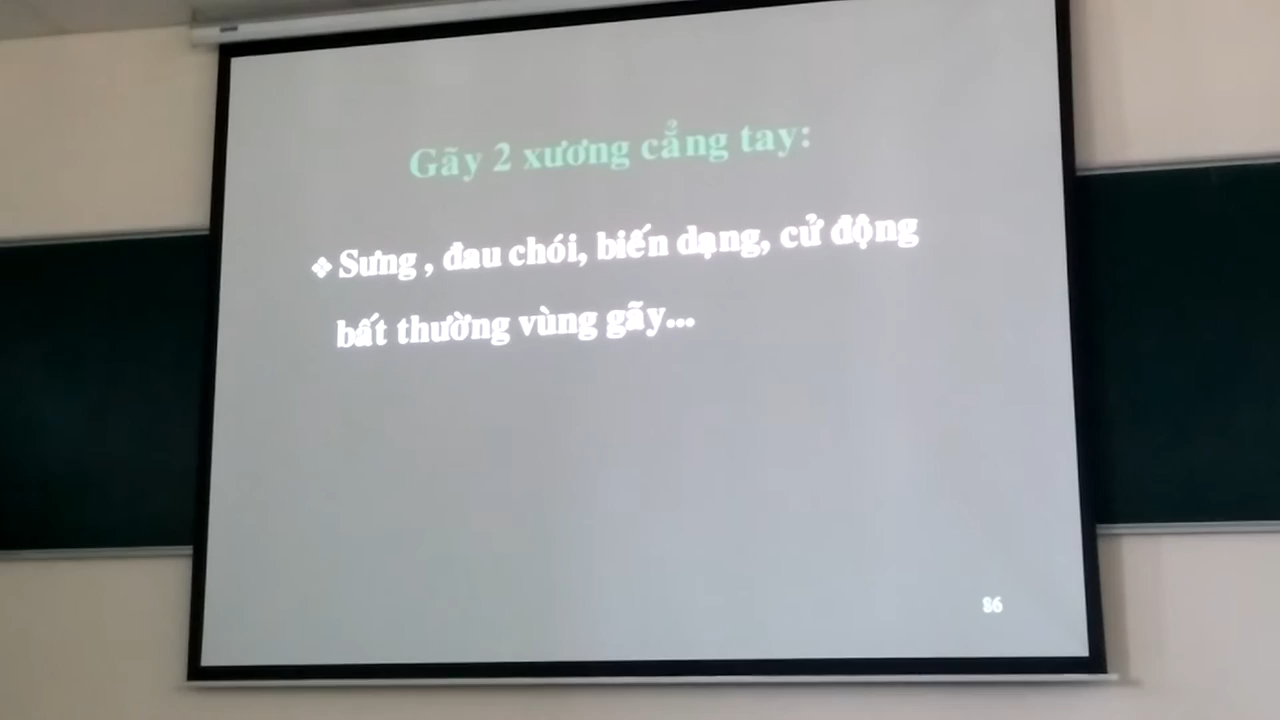 Gãy 2 xương cẳng tay:
❖ Sưng , đau chói, biến dạng, cử động
bất thường vùng gãy...
86